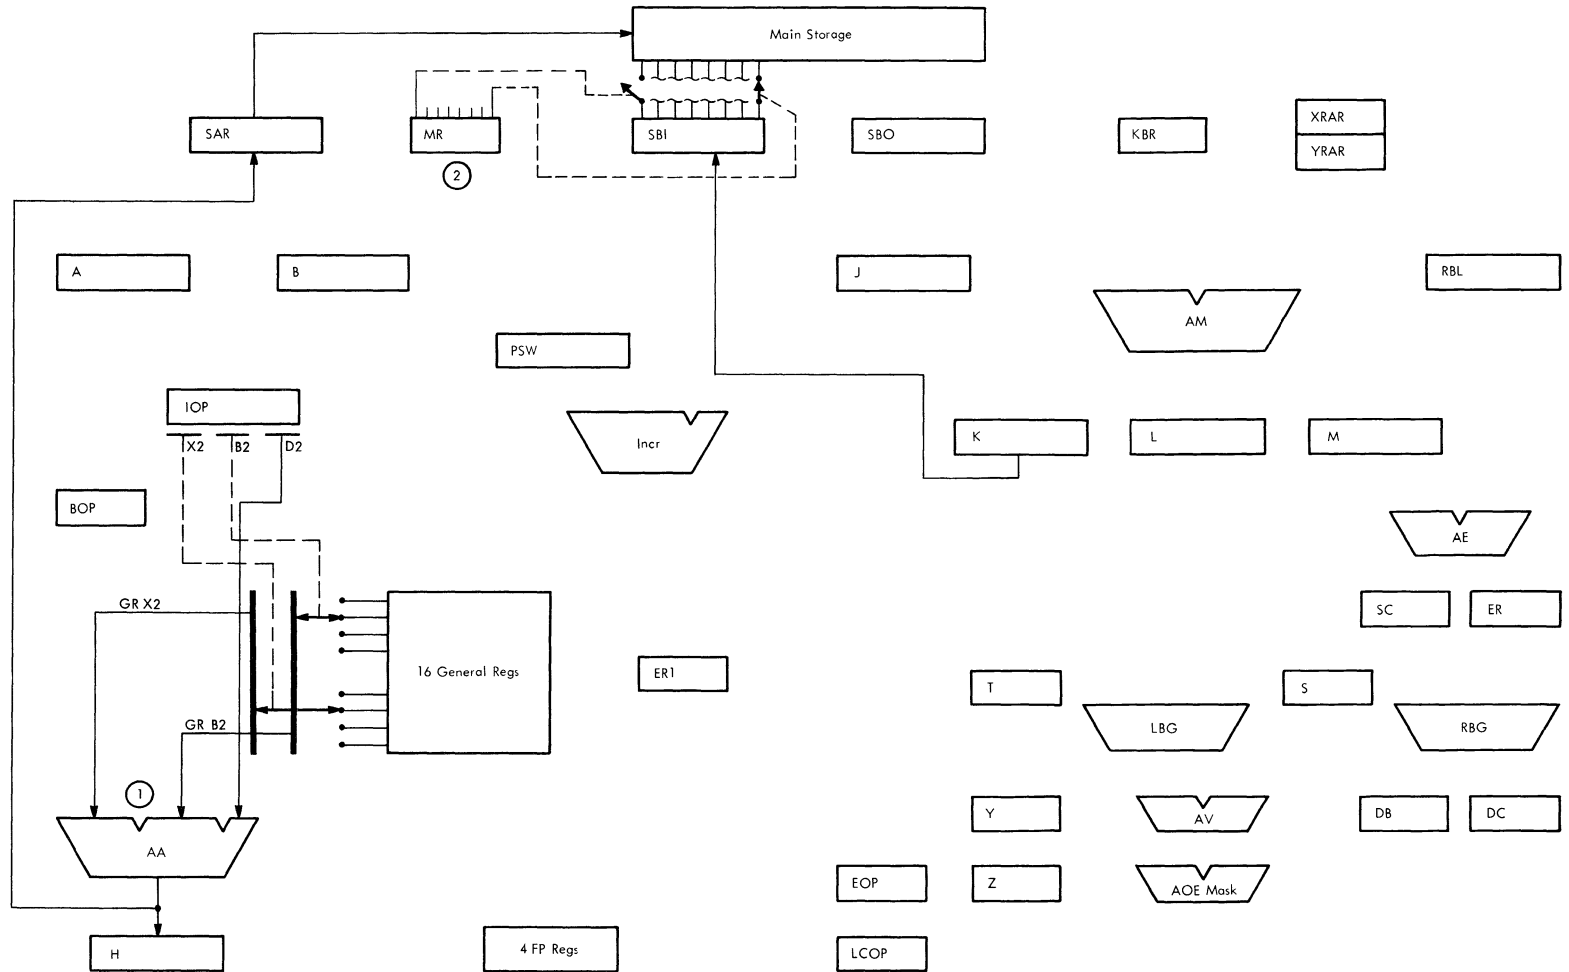 Main Storage
SAR
MR
SBI
SBO
KBR
XRAR
YRAR
2
A
B
J
RBL
AM
PSW
IOP
X2
B2
D2
Incr
K
L
M
BOP
AE
GR X2
SC
ER
16 General Regs
ER1
T
S
GR B2
LBG
RBG
1
Y
AV
DB
DC
AA
EOP
Z
AOE Mask
H
4 FP Regs
LCOP